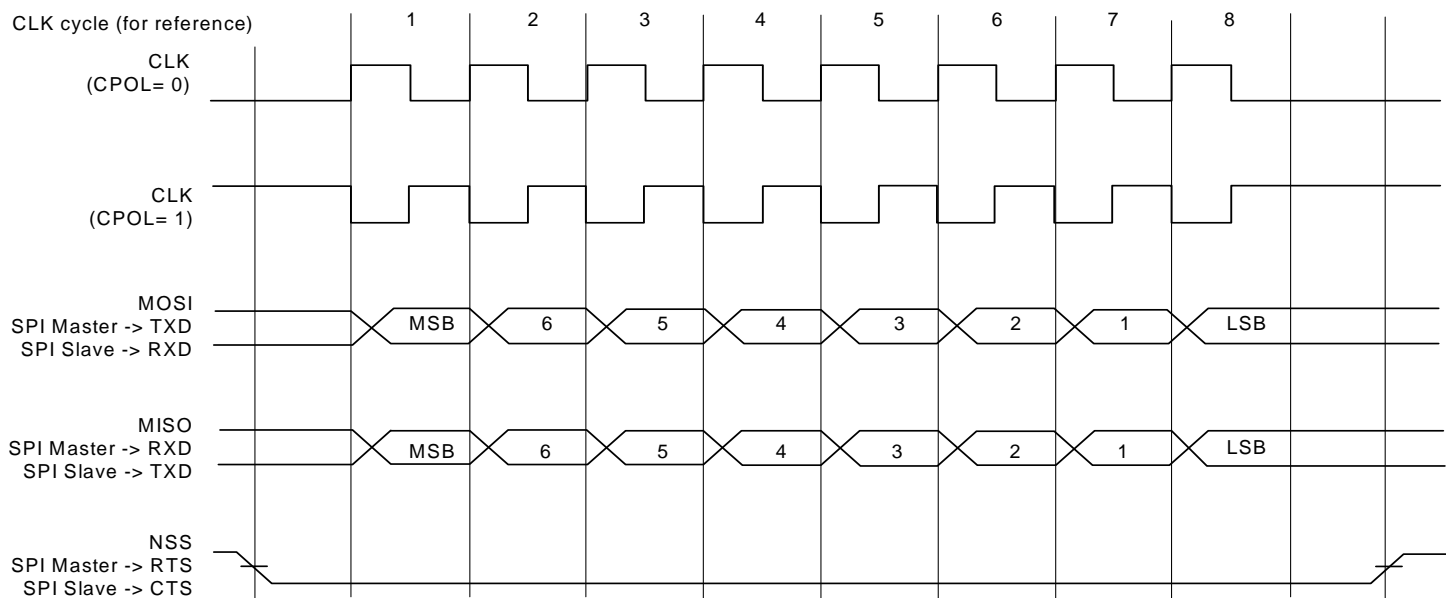 CLK cycle (for reference)
1 2 3 4 5 6 7 8
CLK
(CPOL= 0)
CLK
(CPOL= 1)
MOSI
SPI Master -> TXD
SPI Slave -> RXD
MSB 6 5 4 3 2 1 LSB
MISO
SPI Master -> RXD
SPI Slave -> TXD
MSB 6 5 4 3 2 1 LSB
NSS
SPI Master -> RTS
SPI Slave -> CTS